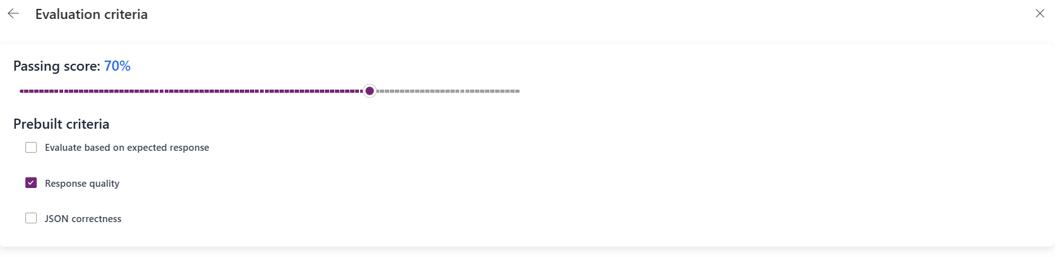 Evaluation criteria
Passing score: 70%
Prebuilt criteria
Evaluate based on expected response
Response quality
JSON correctness